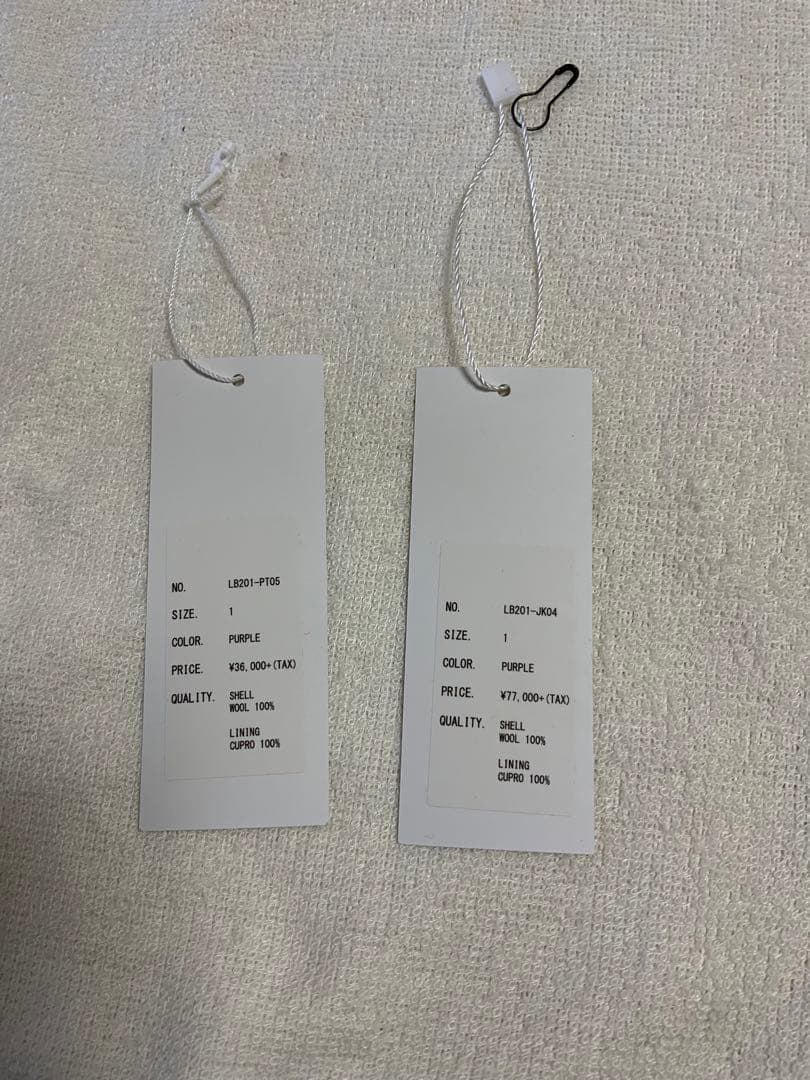 NO. LB201-PT05
SIZE. 1
COLOR. PURPLE
PRICE. ¥36,000+(TAX)
QUALITY. SHELL
WOOL 100%
LINING
CUPRO 100%
NO. LB201-JK04
SIZE. 1
COLOR. PURPLE
PRICE. ¥77,000+(TAX)
QUALITY. SHELL
WOOL 100%
LINING
CUPRO 100%